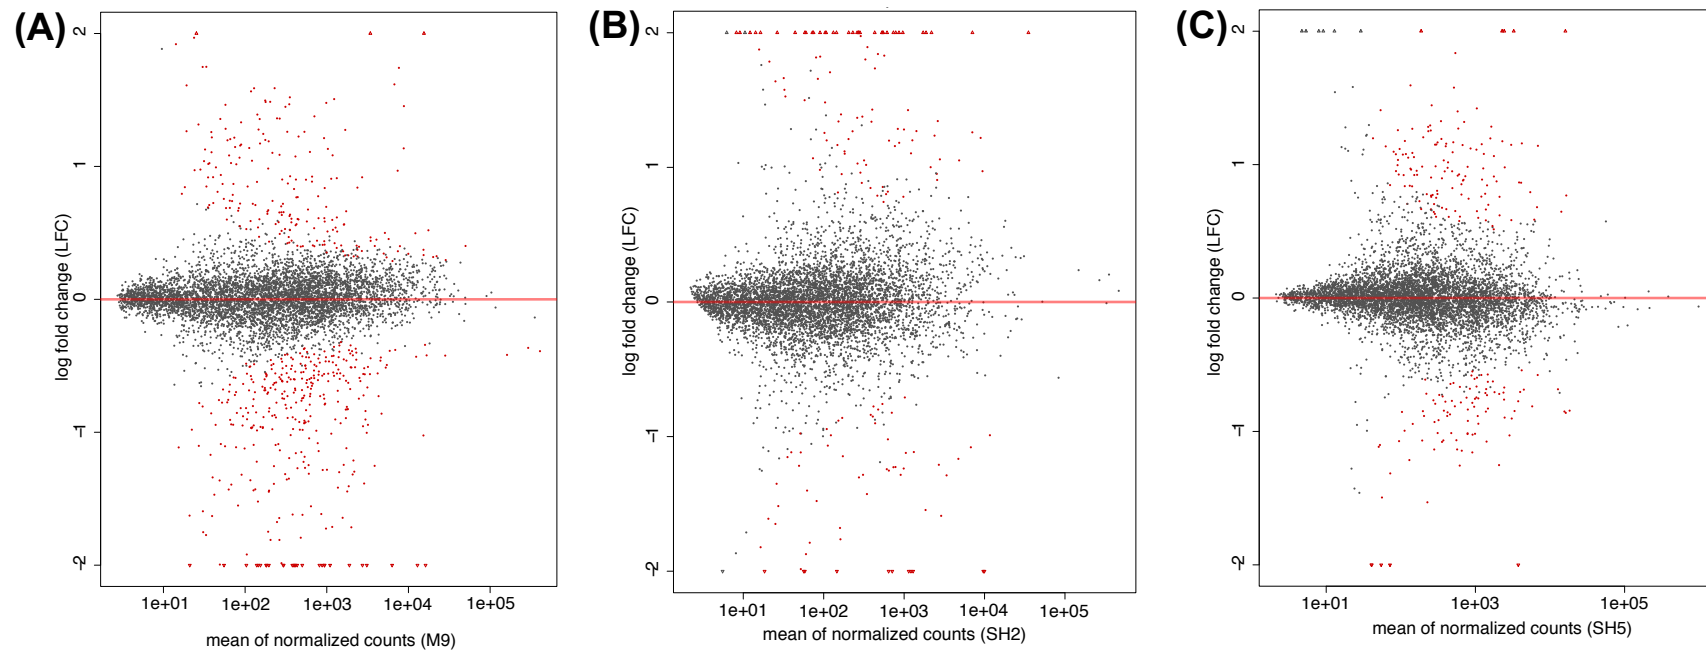 (A)
2
1
0
-1
-2
log fold change (LFC)
1e+01 1e+02 1e+03 1e+04 1e+05
mean of normalized counts (M9)
(B)
2
1
0
-1
-2
log fold change (LFC)
1e+01 1e+02 1e+03 1e+04 1e+05
mean of normalized counts (SH2)
(C)
2
1
0
-1
-2
log fold change (LFC)
1e+01 1e+03 1e+05
mean of normalized counts (SH5)